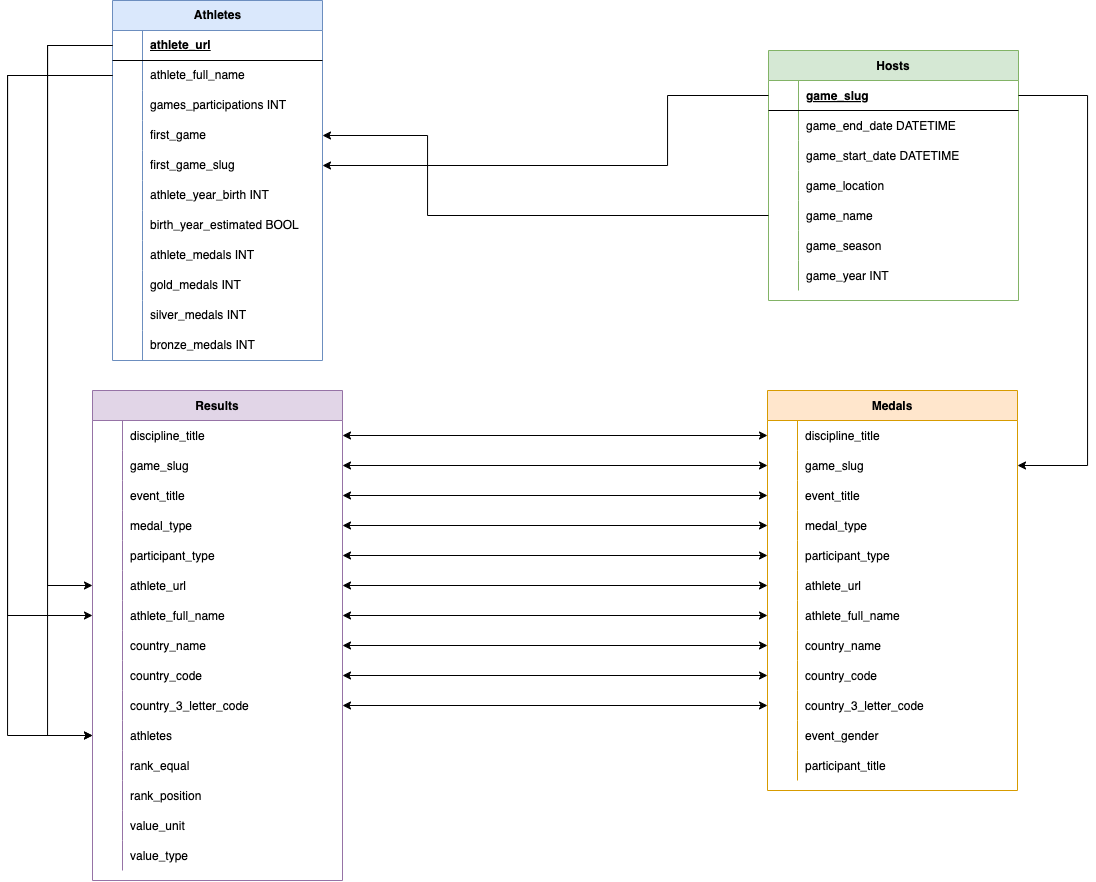 Athletes
athlete_url
athlete_full_name
games_participations INT
first_game
first_game_slug
athlete_year_birth INT
birth_year_estimated BOOL
athlete_medals INT
gold_medals INT
silver_medals INT
bronze_medals INT
Hosts
game_slug
game_end_date DATETIME
game_start_date DATETIME
game_location
game_name
game_season
game_year INT
Results
discipline_title
game_slug
event_title
medal_type
participant_type
athlete_url
athlete_full_name
country_name
country_code
country_3_letter_code
athletes
rank_equal
rank_position
value_unit
value_type
Medals
discipline_title
game_slug
event_title
medal_type
participant_type
athlete_url
athlete_full_name
country_name
country_code
country_3_letter_code
event_gender
participant_title